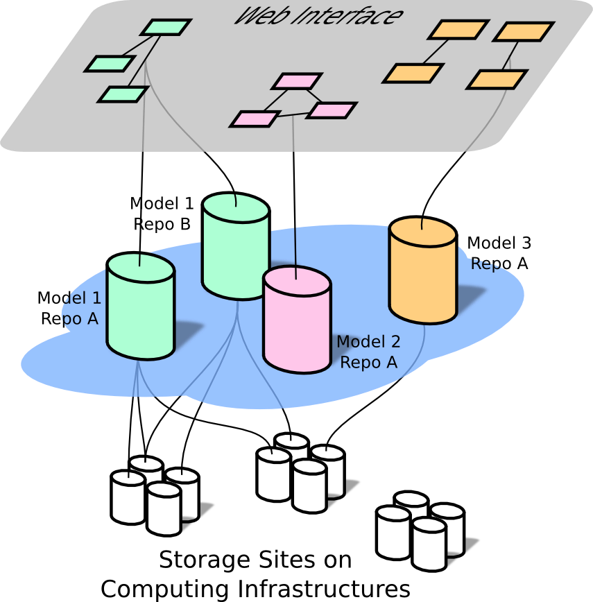 Web Interface
Model 1
Repo B
Model 3
Repo A
Model 1
Repo A
Model 2
Repo A
Storage Sites on
Computing Infrastructures